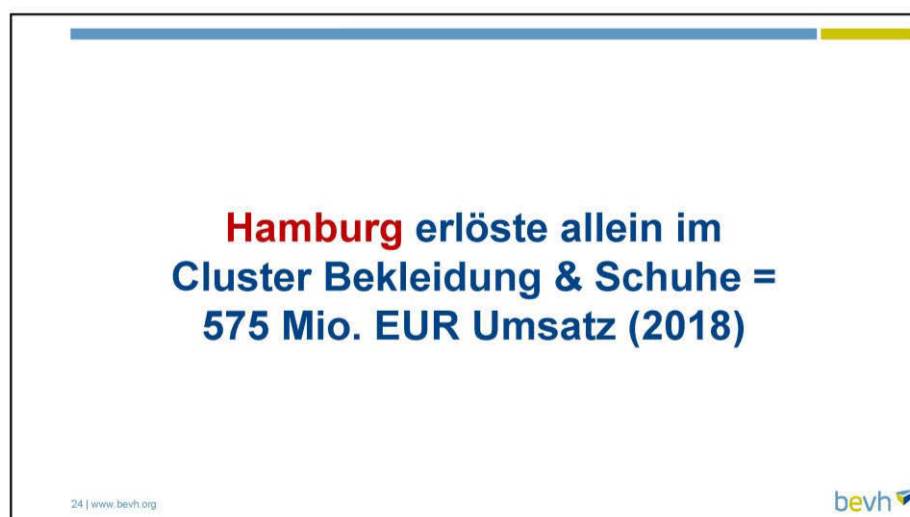 Hamburg erlöste allein im
Cluster Bekleidung & Schuhe =
575 Mio. EUR Umsatz (2018)
24 | www.bevh.org
bevh